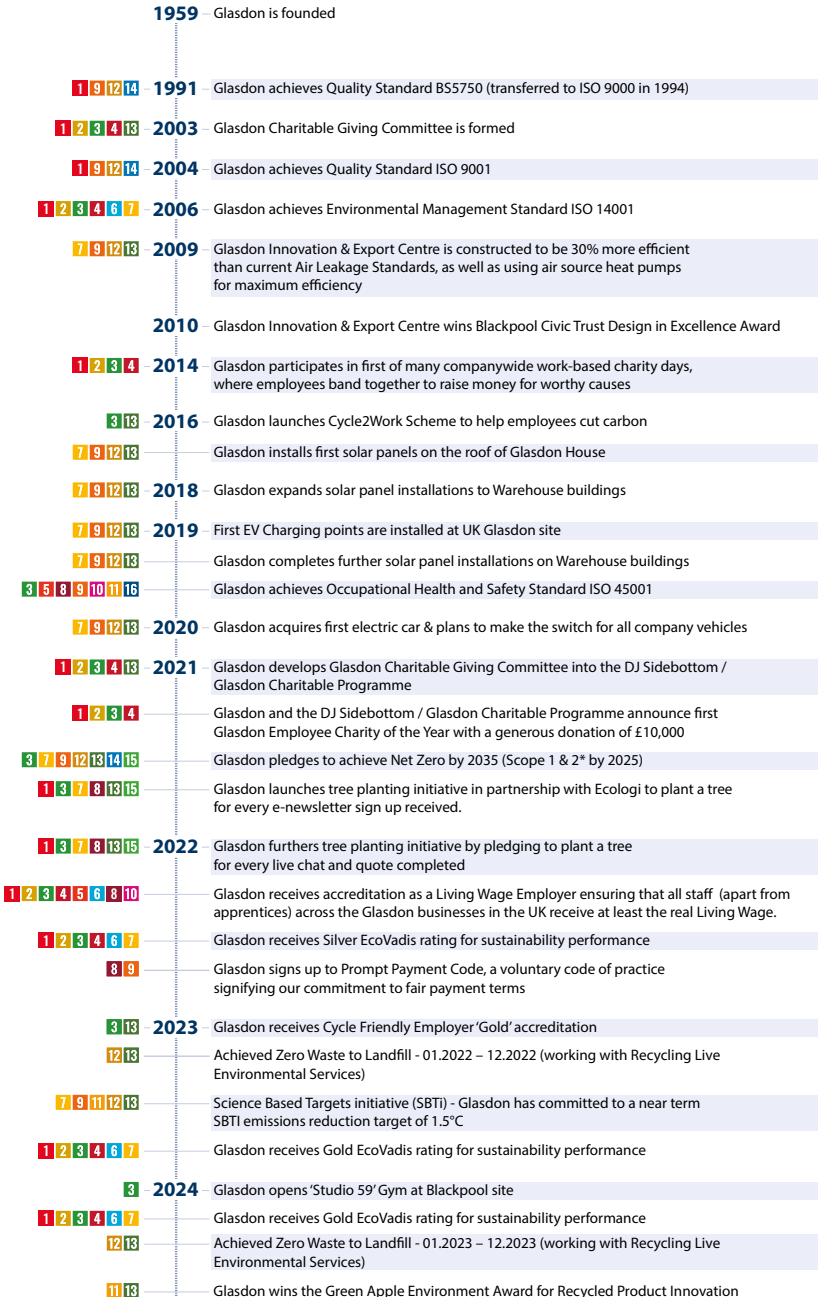 1959 Glasdon is founded
1 9 12 14 1991 Glasdon achieves Quality Standard BS5750 (transferred to ISO 9000 in 1994)
1 2 3 4 13 2003 Glasdon Charitable Giving Committee is formed
1 9 12 14 2004 Glasdon achieves Quality Standard ISO 9001
1 2 3 4 6 7 2006 Glasdon achieves Environmental Management Standard ISO 14001
7 9 12 13 2009 Glasdon Innovation & Export Centre is constructed to be 30% more efficient
than current Air Leakage Standards, as well as using air source heat pumps
for maximum efficiency
2010 Glasdon Innovation & Export Centre wins Blackpool Civic Trust Design in Excellence Award
1 2 3 4 2014 Glasdon participates in first of many companywide work-based charity days,
where employees band together to raise money for worthy causes
3 13 2016 Glasdon launches Cycle2Work Scheme to help employees cut carbon
7 9 12 13 Glasdon installs first solar panels on the roof of Glasdon House
7 9 12 13 2018 Glasdon expands solar panel installations to Warehouse buildings
7 9 12 13 2019 First EV Charging points are installed at UK Glasdon site
7 9 12 13 Glasdon completes further solar panel installations on Warehouse buildings
3 5 8 9 10 11 16 Glasdon achieves Occupational Health and Safety Standard ISO 45001
7 9 12 13 2020 Glasdon acquires first electric car & plans to make the switch for all company vehicles
1 2 3 4 13 2021 Glasdon develops Glasdon Charitable Giving Committee into the DJ Sidebottom /
Glasdon Charitable Programme
1 2 3 4 Glasdon and the DJ Sidebottom / Glasdon Charitable Programme announce first
Glasdon Employee Charity of the Year with a generous donation of £10,000
3 7 9 12 13 14 15 Glasdon pledges to achieve Net Zero by 2035 (Scope 1 & 2* by 2025)
1 3 7 8 13 15 Glasdon launches tree planting initiative in partnership with Ecologi to plant a tree
for every e-newsletter sign up received.
1 3 7 8 13 15 2022 Glasdon furthers tree planting initiative by pledging to plant a tree
for every live chat and quote completed
1 2 3 4 5 6 8 10 Glasdon receives accreditation as a Living Wage Employer ensuring that all staff (apart from
apprentices) across the Glasdon businesses in the UK receive at least the real Living Wage.
1 2 3 4 6 7 Glasdon receives Silver EcoVadis rating for sustainability performance
8 9 Glasdon signs up to Prompt Payment Code, a voluntary code of practice
signifying our commitment to fair payment terms
3 13 2023 Glasdon receives Cycle Friendly Employer 'Gold' accreditation
12 13 Achieved Zero Waste to Landfill - 01.2022 – 12.2022 (working with Recycling Live
Environmental Services)
7 9 11 12 13 Science Based Targets initiative (SBTi) - Glasdon has committed to a near term
SBTI emissions reduction target of 1.5°C
1 2 3 4 6 7 Glasdon receives Gold EcoVadis rating for sustainability performance
3 2024 Glasdon opens 'Studio 59' Gym at Blackpool site
1 2 3 4 6 7 Glasdon receives Gold EcoVadis rating for sustainability performance
12 13 Achieved Zero Waste to Landfill - 01.2023 – 12.2023 (working with Recycling Live
Environmental Services)
11 13 Glasdon wins the Green Apple Environment Award for Recycled Product Innovation